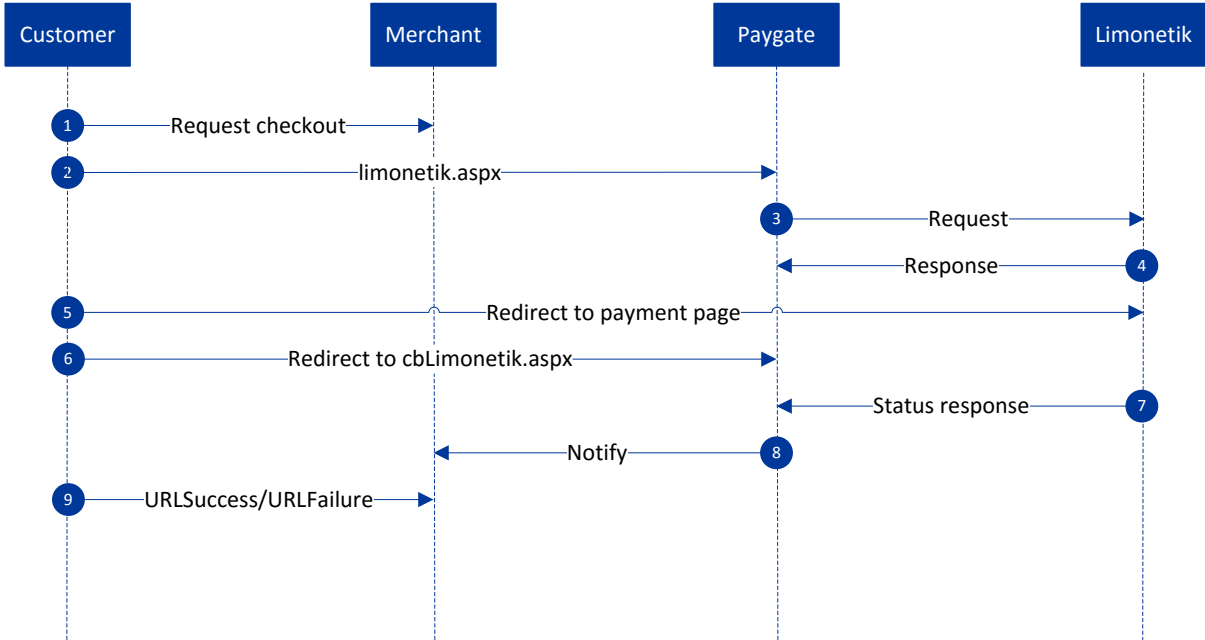 Customer
Merchant
Paygate
Limonetik
1
Request checkout
2
limonetik.aspx
3
Request
Response
4
5
Redirect to payment page
6
Redirect to cbLimonetik.aspx
Status response
7
Notify
8
9
URLSuccess/URLFailure